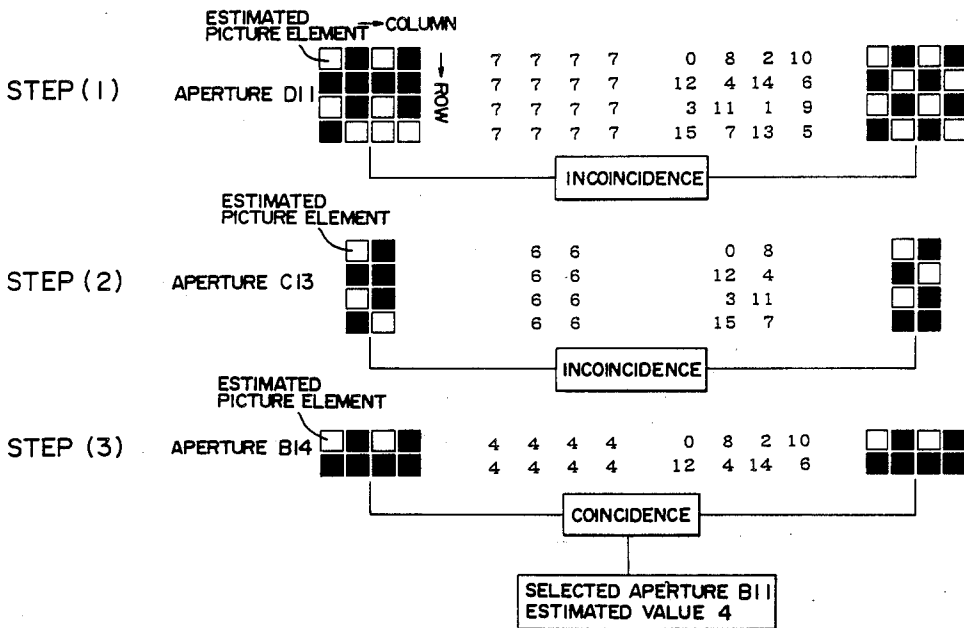 ESTIMATED
PICTURE ELEMENT
→COLUMN
→ROW
STEP (1)
APERTURE D11
7 7 7 7 0 8 2 10
7 7 7 7 12 4 14 6
7 7 7 7 3 11 1 9
7 7 7 7 15 7 13 5
INCOINCIDENCE
ESTIMATED
PICTURE ELEMENT
STEP (2)
APERTURE C13
6 6 0 8
6 6 12 4
6 6 3 11
6 6 15 7
INCOINCIDENCE
ESTIMATED
PICTURE ELEMENT
STEP (3)
APERTURE B14
4 4 4 4 0 8 2 10
4 4 4 4 12 4 14 6
COINCIDENCE
SELECTED APERTURE B11
ESTIMATED VALUE 4